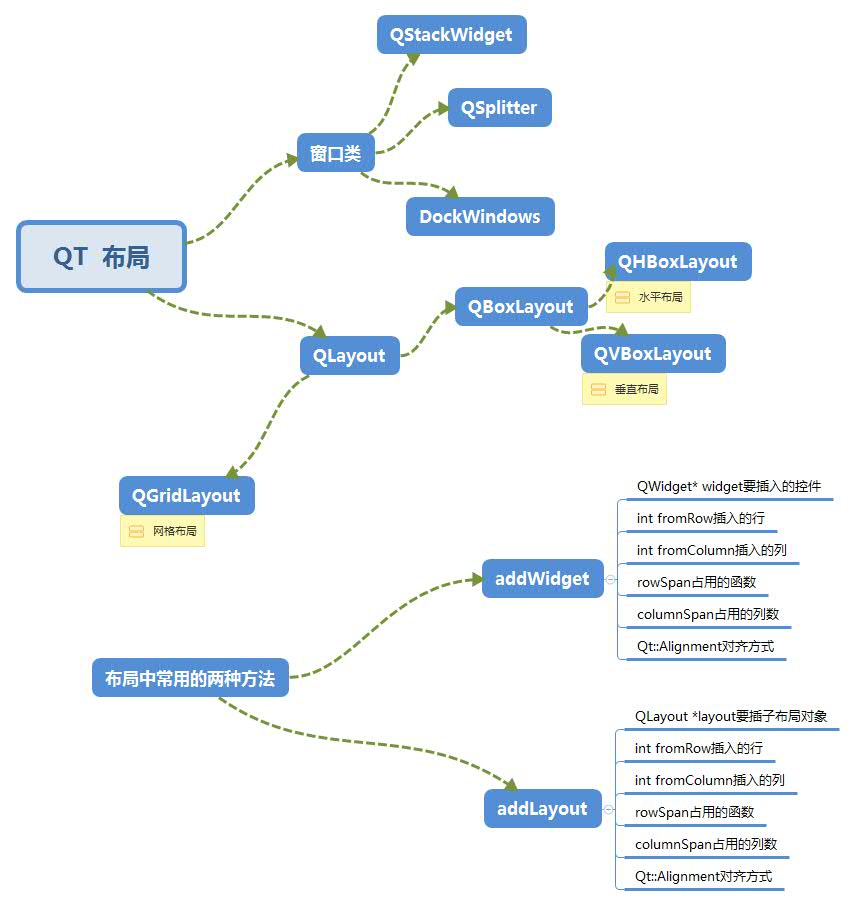 QStackWidget
QSplitter
窗口类
DockWindows
QT 布局
QHBoxLayout
水平布局
QBoxLayout
QVBoxLayout
垂直布局
QLayout
QGridLayout
网格布局
布局中常用的两种方法
addWidget
QWidget* widget要插入的控件
int fromRow插入的行
int fromColumn插入的列
rowSpan占用的函数
columnSpan占用的列数
Qt::Alignment对齐方式
addLayout
QLayout *layout要插子布局对象
int fromRow插入的行
int fromColumn插入的列
rowSpan占用的函数
columnSpan占用的列数
Qt::Alignment对齐方式